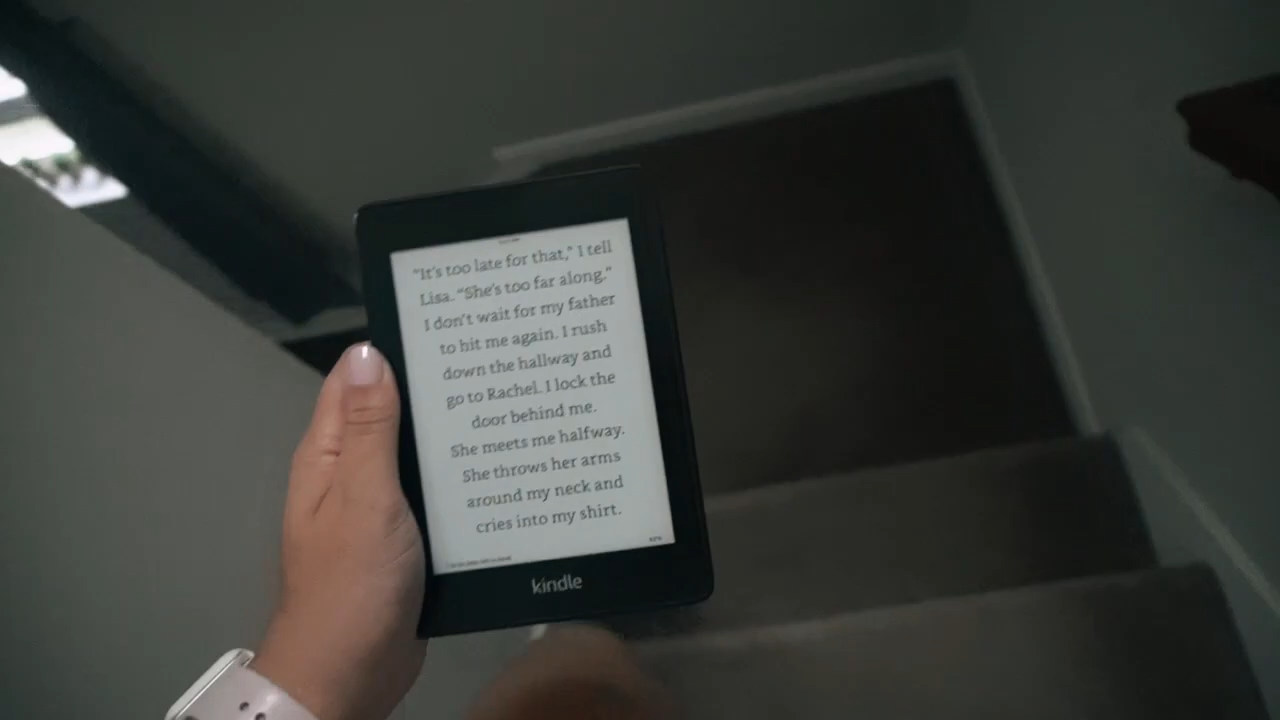 "It's too late for that," I tell
Lisa. "She's too far along."
I don't wait for my father
to hit me again. I rush
down the hallway and
go to Rachel. I lock the
door behind me.
She meets me halfway.
She throws her arms
around my neck and
cries into my shirt.
kindle